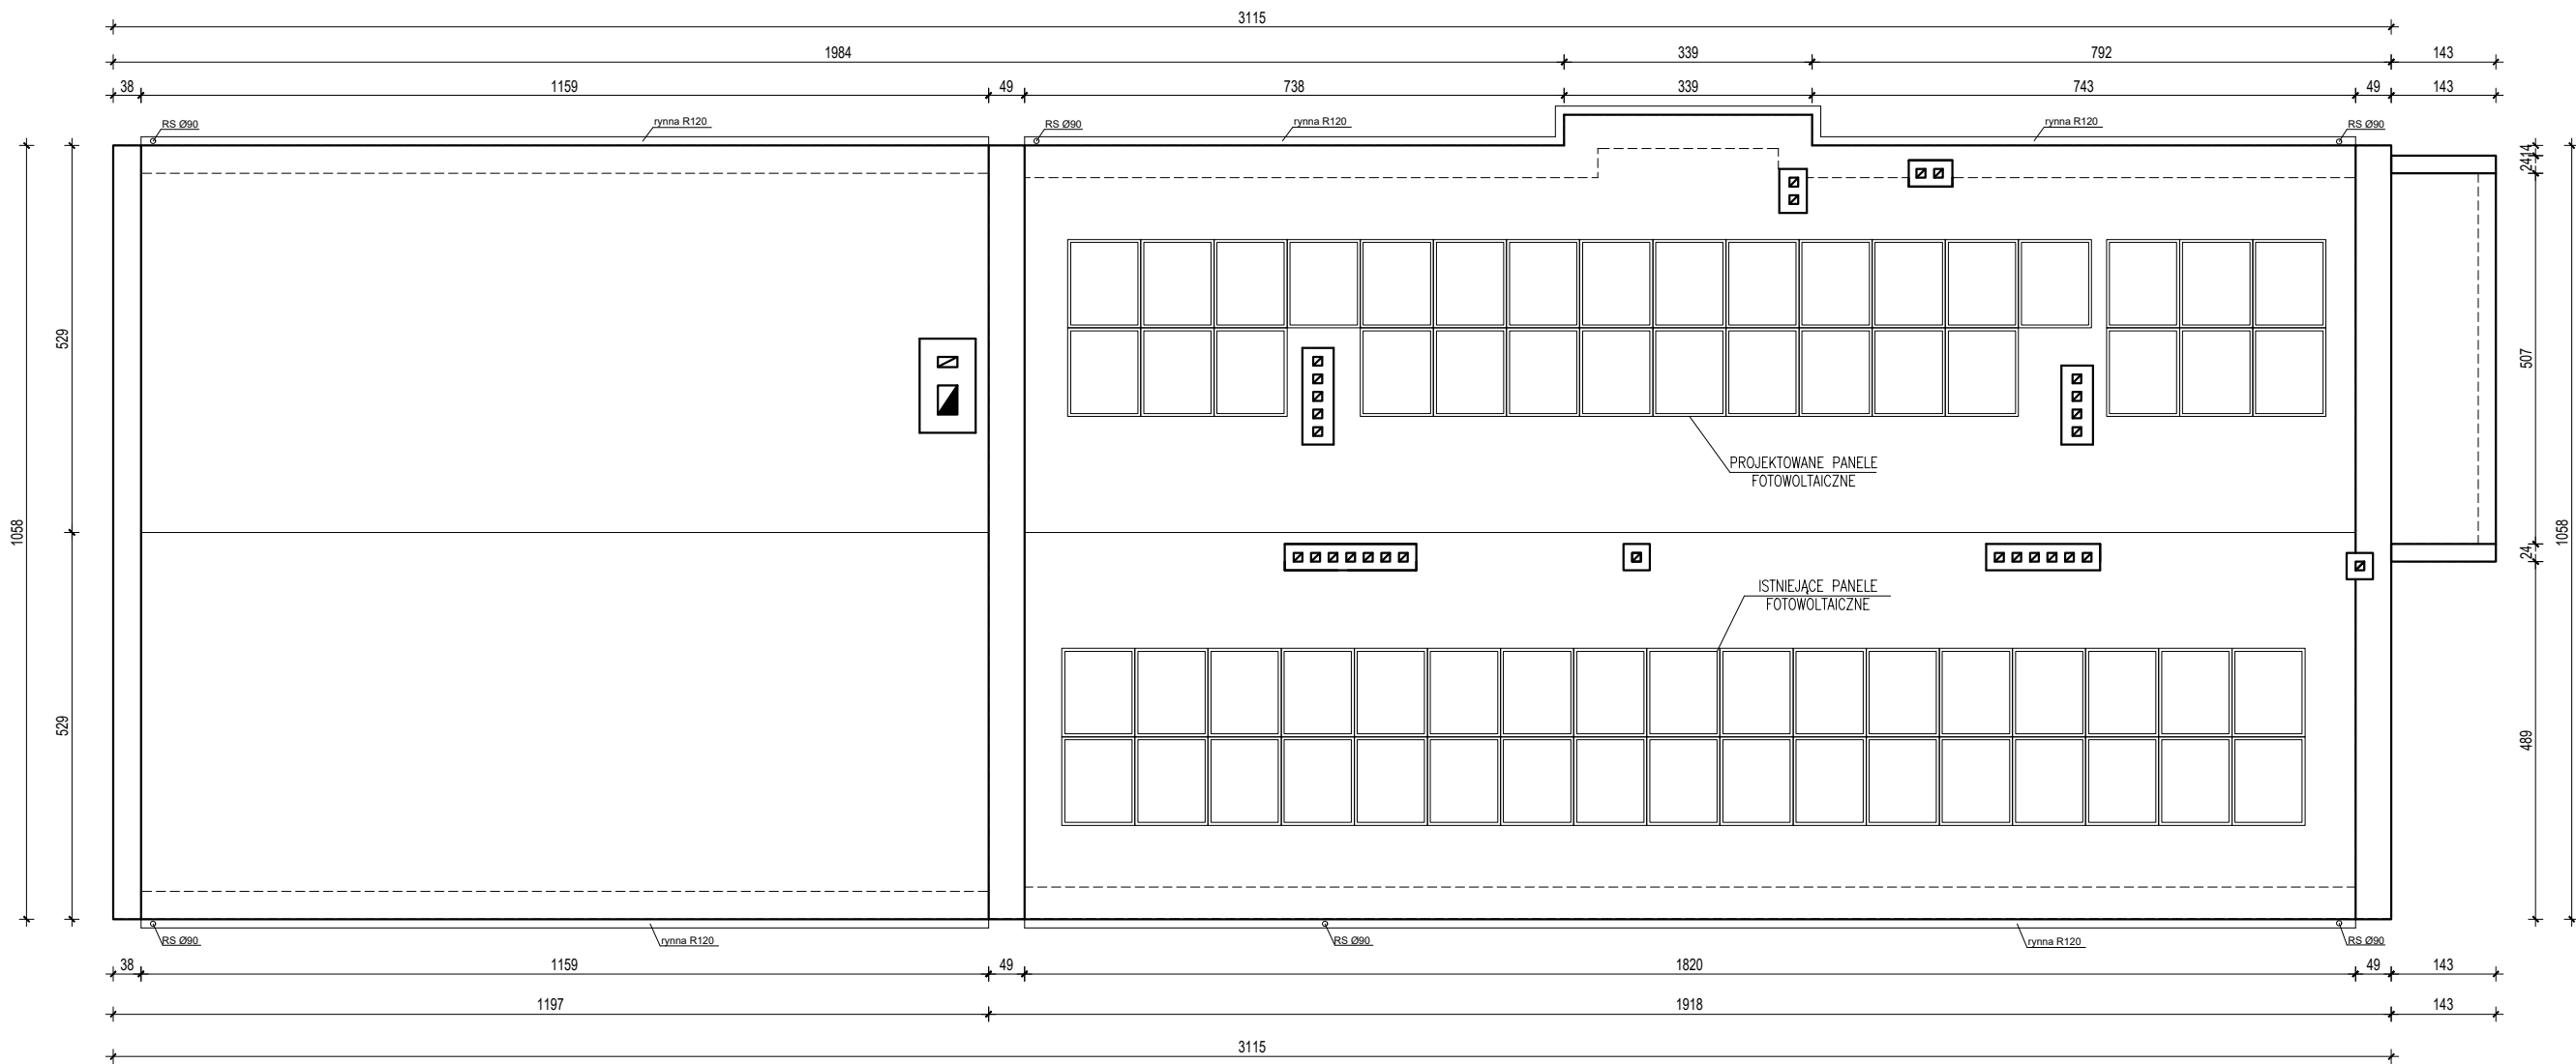 3115
1984 339 792 143
38 1159 49 738 339 743 49 143
RS Ø90 rynna R120 RS Ø90 rynna R120 rynna R120 RS Ø90
14
24
529
507
PROJEKTOWANE PANELE
FOTOWOLTAICZNE
1058
1058
24
ISTNIEJĄCE PANELE
FOTOWOLTAICZNE
529
489
RS Ø90 rynna R120 RS Ø90 rynna R120 RS Ø90
38 1159 49 1820 49 143
1197 1918 143
3115